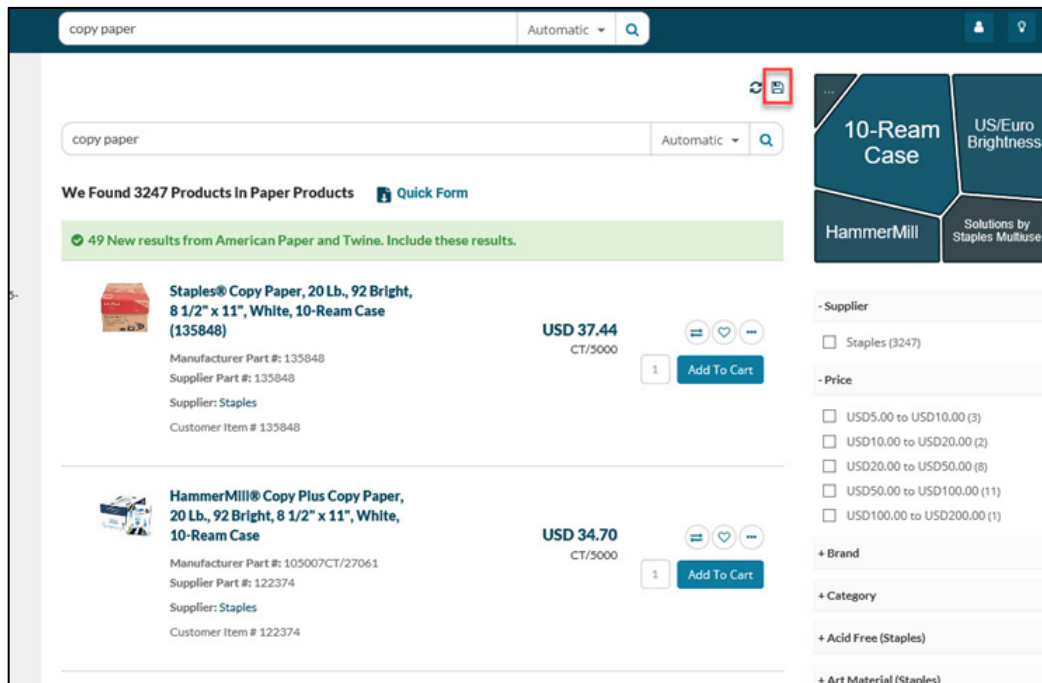 copy paper
Automatic
copy paper
Automatic
We Found 3247 Products in Paper Products
Quick Form
49 New results from American Paper and Twine. Include these results.
Staples® Copy Paper, 20 Lb., 92 Bright,
8 1/2" x 11", White, 10-Ream Case
(135848)
Manufacturer Part #: 135848
Supplier Part #: 135848
Supplier: Staples
Customer Item # 135848
USD 37.44
CT/5000
1
Add To Cart
HammerMill® Copy Plus Copy Paper,
20 Lb., 92 Bright, 8 1/2" x 11", White,
10-Ream Case
Manufacturer Part #: 105007CT/27061
Supplier Part #: 122374
Supplier: Staples
Customer Item # 122374
USD 34.70
CT/5000
1
Add To Cart
...
10-Ream
Case
US/Euro
Brightness
HammerMill
Solutions by
Staples Multiuse
- Supplier
Staples (3247)
- Price
USD5.00 to USD10.00 (3)
USD10.00 to USD20.00 (2)
USD20.00 to USD50.00 (8)
USD50.00 to USD100.00 (11)
USD100.00 to USD200.00 (1)
+ Brand
+ Category
+ Acid Free (Staples)
+ Art Material (Staples)